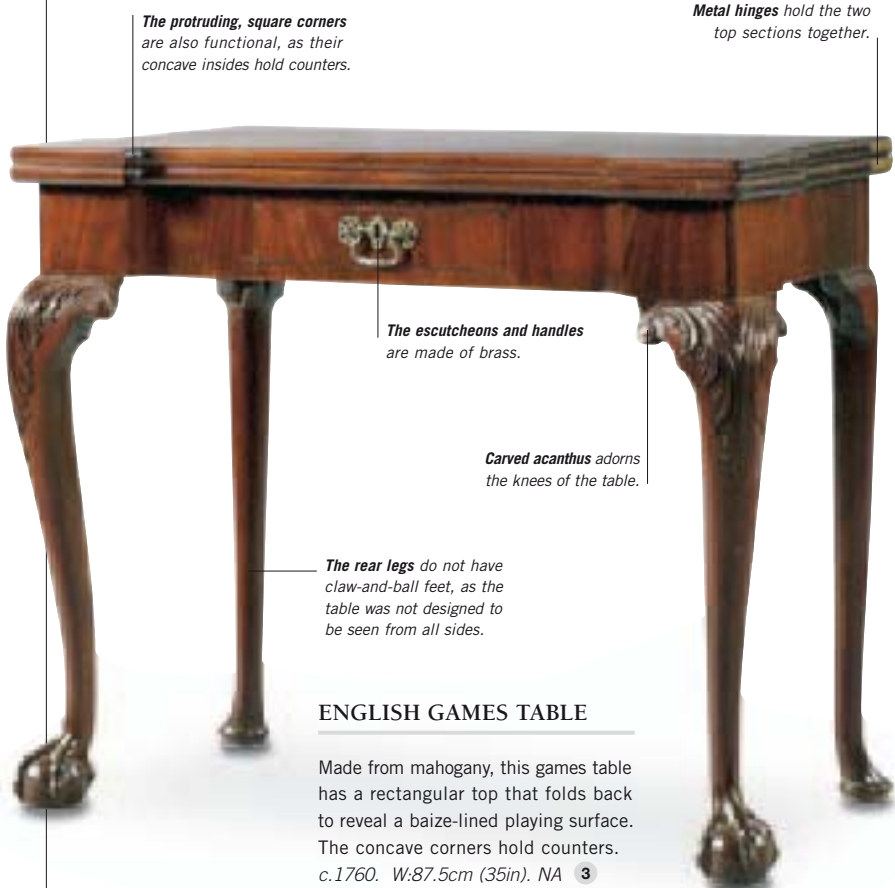 The protruding, square corners
are also functional, as their
concave insides hold counters.
Metal hinges hold the two
top sections together.
The escutcheons and handles
are made of brass.
Carved acanthus adorns
the knees of the table.
The rear legs do not have
claw-and-ball feet, as the
table was not designed to
be seen from all sides.
ENGLISH GAMES TABLE
Made from mahogany, this games table
has a rectangular top that folds back
to reveal a baize-lined playing surface.
The concave corners hold counters.
c.1760. W:87.5cm (35in). NA 3